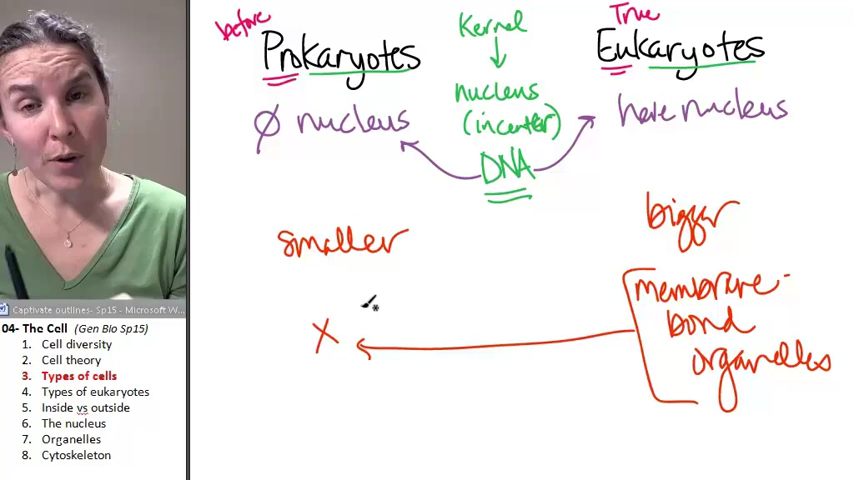 before
Prokaryotes
Kernel
True
Eukaryotes
Ø nucleus
nucleus
(in center)
DNA
have nucleus
smaller
bigger
X
membrane-
bond
organelles
Captivate outlines- Sp15 - Microsoft W...
04- The Cell (Gen Bio Sp15)
1. Cell diversity
2. Cell theory
3. Types of cells
4. Types of eukaryotes
5. Inside vs outside
6. The nucleus
7. Organelles
8. Cytoskeleton